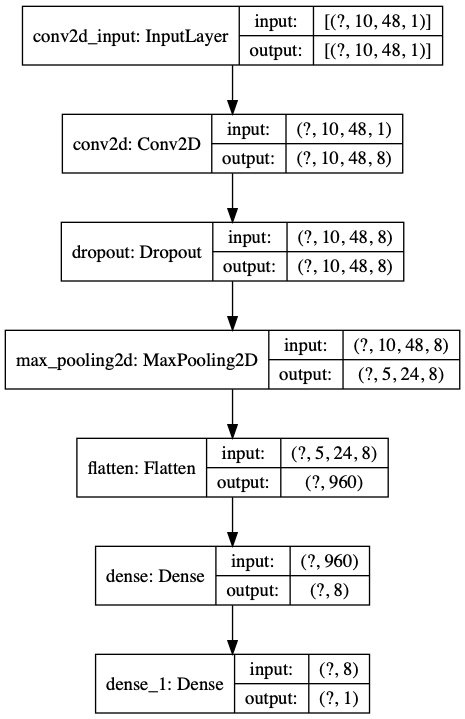 conv2d_input: InputLayer
input: [(?, 10, 48, 1)]
output: [(?, 10, 48, 1)]
conv2d: Conv2D
input: (?, 10, 48, 1)
output: (?, 10, 48, 8)
dropout: Dropout
input: (?, 10, 48, 8)
output: (?, 10, 48, 8)
max_pooling2d: MaxPooling2D
input: (?, 10, 48, 8)
output: (?, 5, 24, 8)
flatten: Flatten
input: (?, 5, 24, 8)
output: (?, 960)
dense: Dense
input: (?, 960)
output: (?, 8)
dense_1: Dense
input: (?, 8)
output: (?, 1)